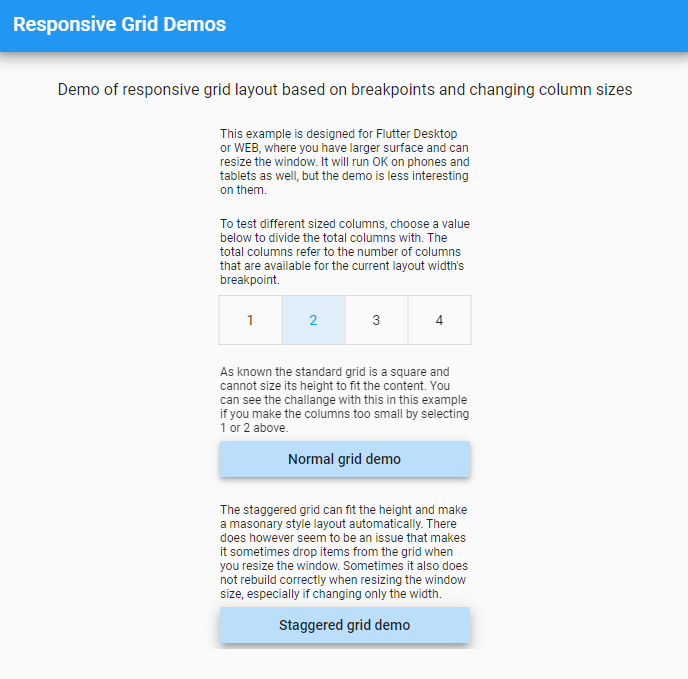 Responsive Grid Demos
Demo of responsive grid layout based on breakpoints and changing column sizes
This example is designed for Flutter Desktop
or WEB, where you have larger surface and can
resize the window. It will run OK on phones and
tablets as well, but the demo is less interesting
on them.
To test different sized columns, choose a value
below to divide the total columns with. The
total columns refer to the number of columns
that are available for the current layout width's
breakpoint.
1 2 3 4
As known the standard grid is a square and
cannot size its height to fit the content. You
can see the challange with this in this example
if you make the columns too small by selecting
1 or 2 above.
Normal grid demo
The staggered grid can fit the height and make
a masonary style layout automatically. There
does however seem to be an issue that makes
it sometimes drop items from the grid when
you resize the window. Sometimes it also does
not rebuild correctly when resizing the window
size, especially if changing only the width.
Staggered grid demo